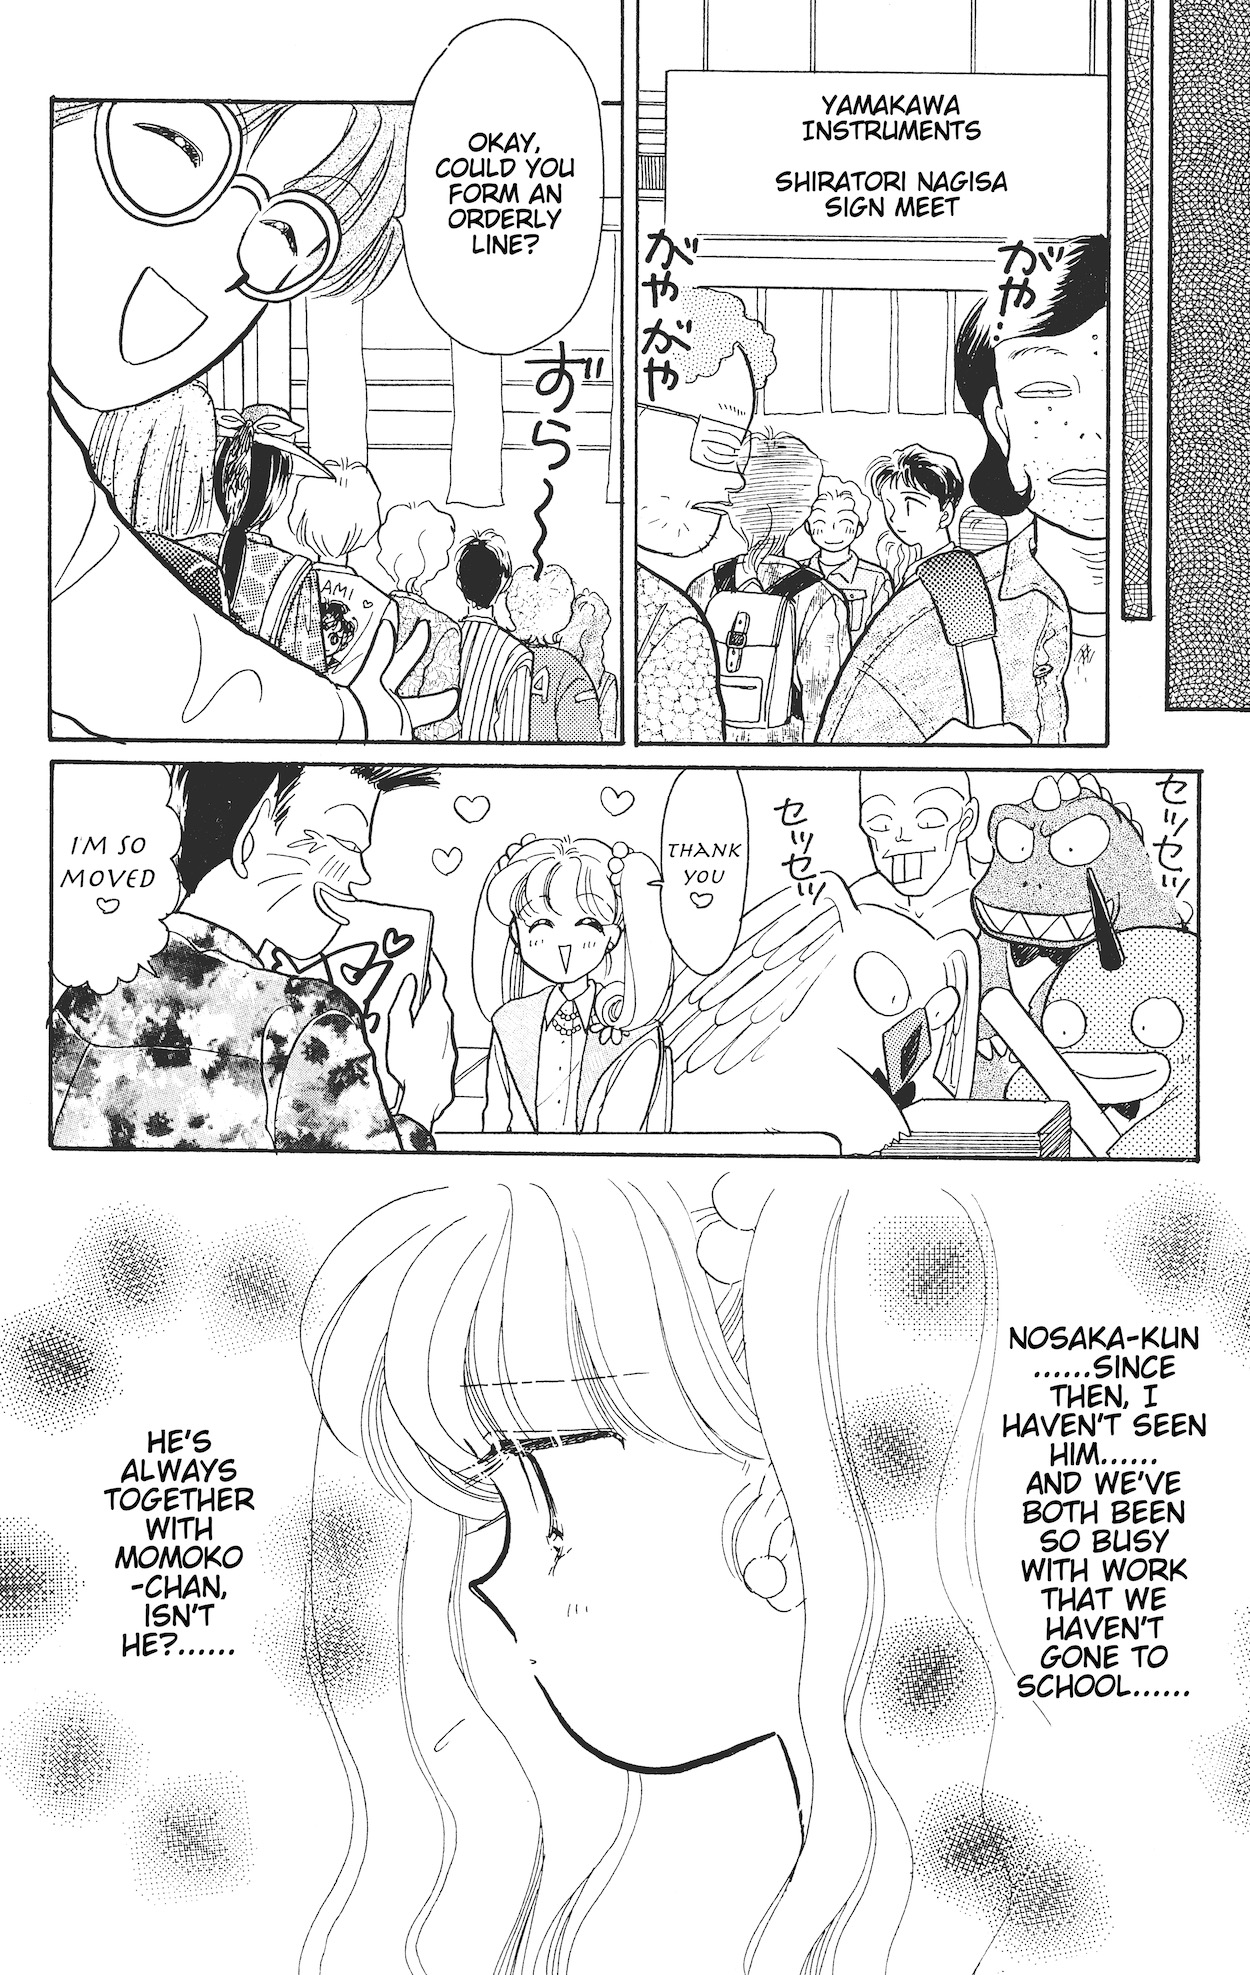 YAMAKAWA
INSTRUMENTS
SHIRATORI NAGISA
SIGN MEET
がやがや
がや…
OKAY,
COULD YOU
FORM AN
ORDERLY
LINE?
ずら〜
AMI
セッセッ
セッセッ
THANK
YOU
♡
I'M SO
MOVED
♡
NOSAKA-KUN
......SINCE
THEN, I
HAVEN'T SEEN
HIM......
AND WE'VE
BOTH BEEN
SO BUSY
WITH WORK
THAT WE
HAVEN'T
GONE TO
SCHOOL......
HE'S
ALWAYS
TOGETHER
WITH
MOMOKO
-CHAN,
ISN'T
HE?......